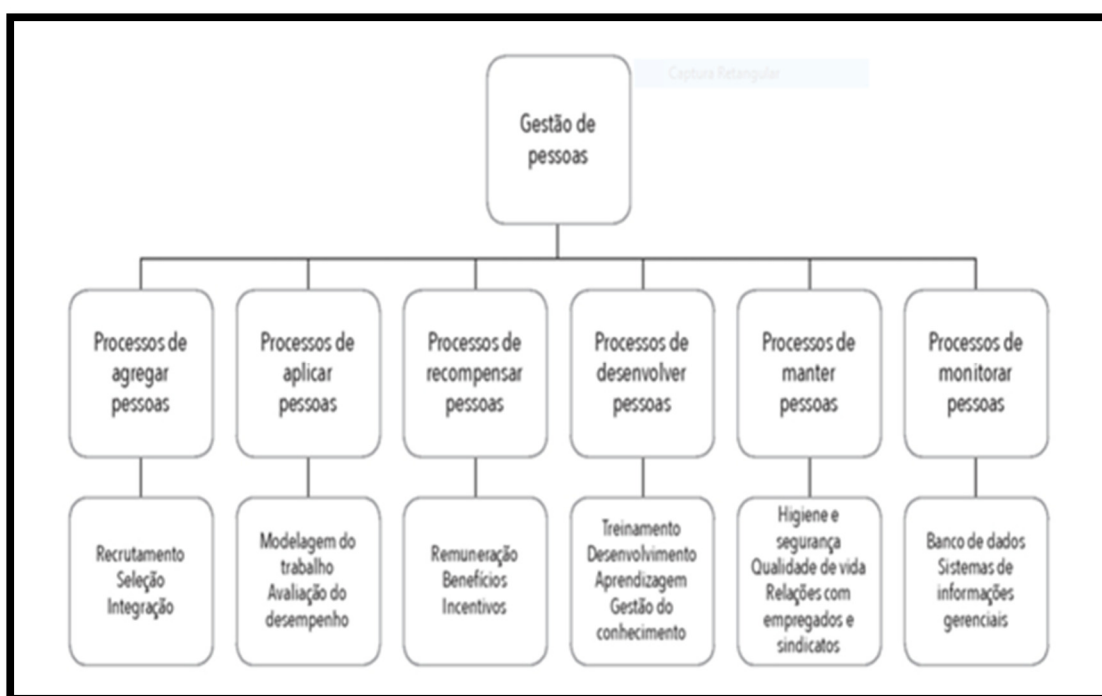 Captura Retangular
Gestão de
pessoas
Processos de
agregar
pessoas
Processos de
aplicar
pessoas
Processos de
recompensar
pessoas
Processos de
desenvolver
pessoas
Processos de
manter
pessoas
Processos de
monitorar
pessoas
Recrutamento
Seleção
Integração
Modelagem do
trabalho
Avaliação do
desempenho
Remuneração
Benefícios
Incentivos
Treinamento
Desenvolvimento
Aprendizagem
Gestão do
conhecimento
Higiene e
segurança
Qualidade de vida
Relações com
empregados e
sindicatos
Banco de dados
Sistemas de
informações
gerenciais